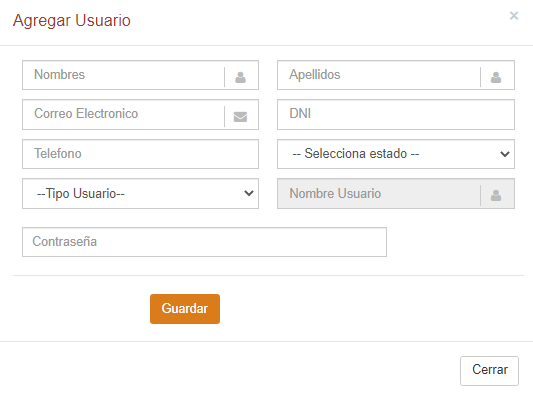 Agregar Usuario
×
Nombres
Apellidos
Correo Electronico
DNI
Telefono
-- Selecciona estado --
--Tipo Usuario--
Nombre Usuario
Contraseña
Guardar
Cerrar